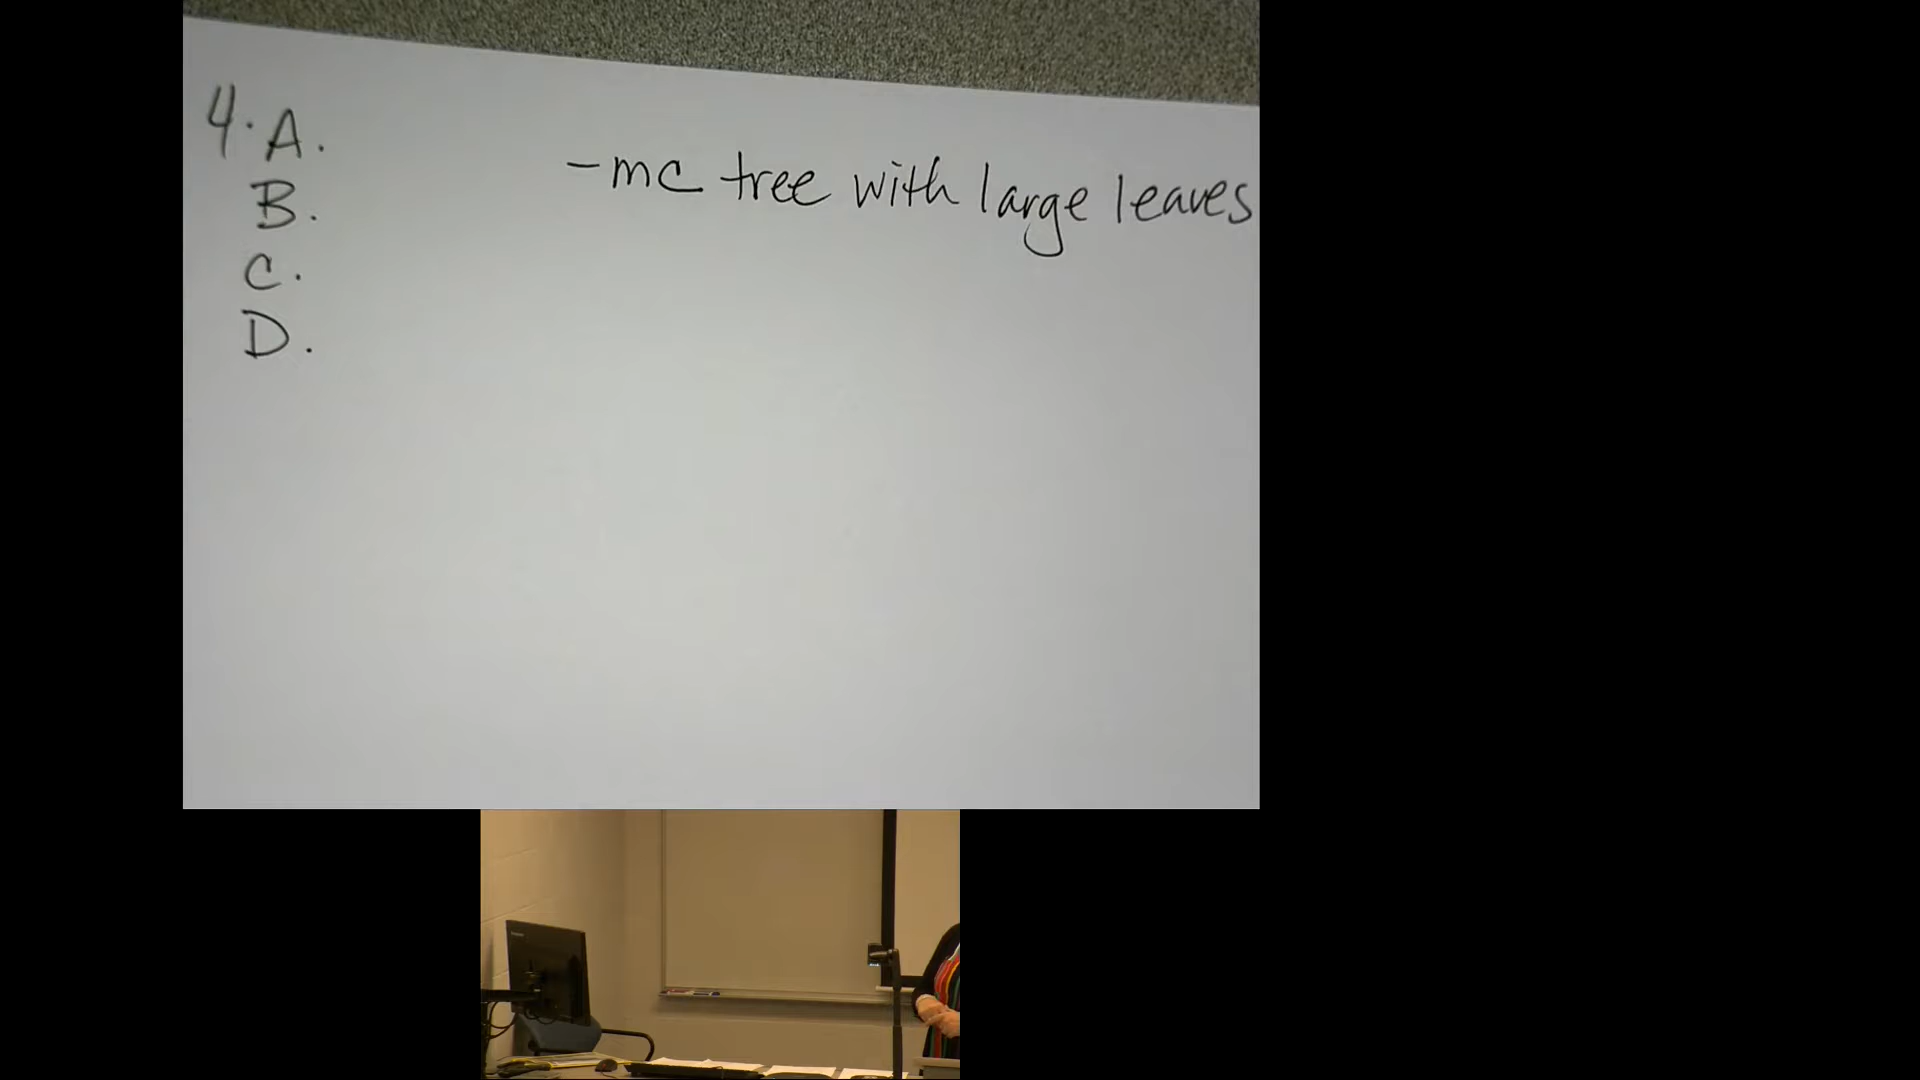 4. A.
- mc tree with large leaves
B.
C.
D.